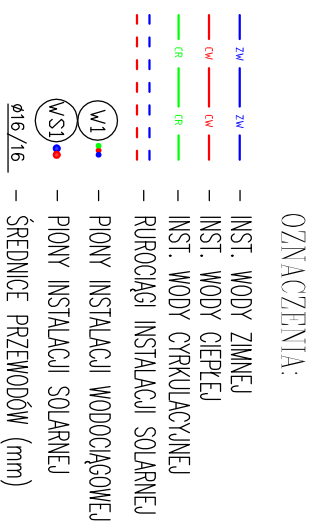 OZNACZENIA:
ZW ZW - INST. WODY ZIMNEJ
CW CW - INST. WODY CIEPŁEJ
CR CR - INST. WODY CYRKULACYJNEJ
- RUROCIĄGI INSTALACJI SOLARNEJ
W1 - PIONY INSTALACJI WODOCIĄGOWEJ
WS1 - PIONY INSTALACJI SOLARNEJ
ø16/16 - ŚREDNICE PRZEWODÓW (mm)